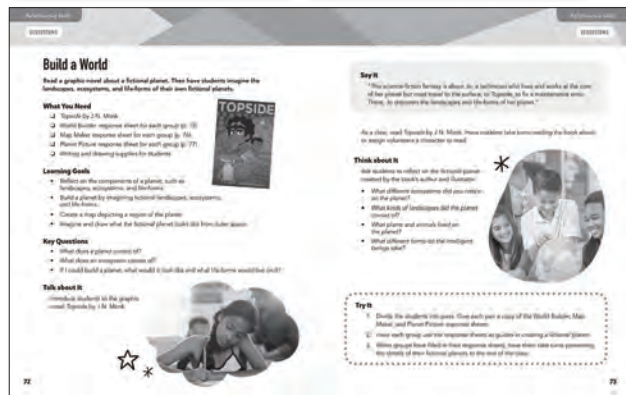 DISCUSSIONS
DISCUSSIONS
Build a World
Read a graphic novel about a fictional planet. Then have students imagine the
landscapes, ecosystems, and life-forms of their own fictional planets.
What You Need
Topside by J.N. Monk
World Builder response sheet for each group (p.
Map Maker response sheet for each group (p.
Planet Picture response sheet for each group (p. 77)
Writing and drawing supplies for students
TOPSIDE
Learning Goals
Reflect on the components of a planet, such as
landscapes, ecosystems, and life-forms.
Build a planet by imagining fictional landscapes, ecosystems,
and life-forms.
Create a map depicting a region of the planet.
Imagine and draw what the fictional planet looks like from outer space.
Key Questions
What does a planet consist of?
What does an ecosystem consist of?
If I could build a planet, what would it look like and what life-forms would live on it?
Talk about It
Introduce students to the graphic
novel Topside by J.N. Monk.
72
Say It
"This science-fiction fantasy is about Jo, a technician who lives and works at the core
of her planet but must travel to the surface, or Topside, to fix a maintenance error.
There, Jo discovers the landscapes and life-forms of her planet."
As a class, read Topside by J.N. Monk. Have students take turns reading the book aloud
or assign volunteers a character to read.
Think about It
Ask students to reflect on the fictional planet
created by the book's author and illustrator.
What different ecosystems did you notice
on the planet?
What kinds of landscapes did the planet
consist of?
What plants and animals lived on
the planet?
What different forms did the intelligent
beings take?
Try It
1. Divide the students into pairs. Give each pair a copy of the World Builder, Map
Maker, and Planet Picture response sheets.
2. Have each group use the response sheets as guides in creating a fictional planet.
3. When groups have filled in their response sheets, have them take turns presenting
the details of their fictional planets to the rest of the class.
73